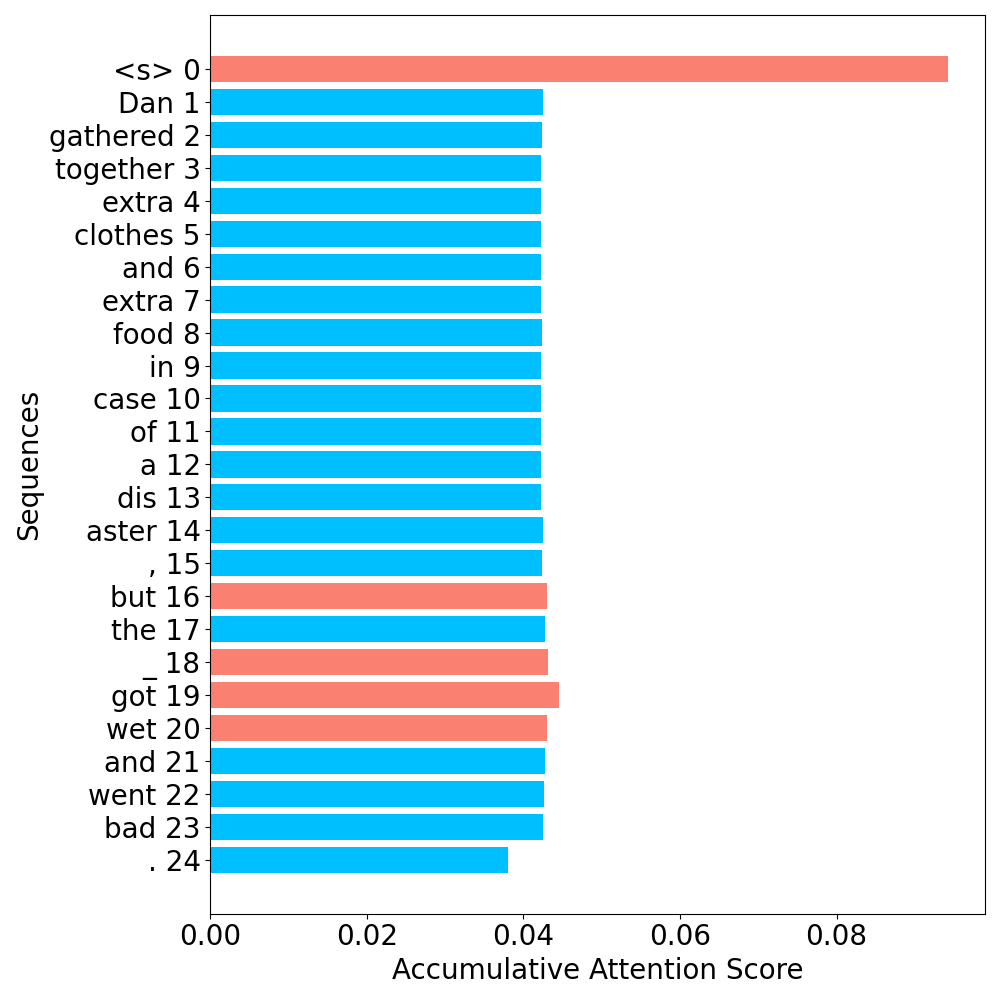 <s> 0
Dan 1
gathered 2
together 3
extra 4
clothes 5
and 6
extra 7
food 8
in 9
case 10
of 11
a 12
dis 13
aster 14
, 15
but 16
the 17
_ 18
got 19
wet 20
and 21
went 22
bad 23
. 24
Sequences
0.00 0.02 0.04 0.06 0.08
Accumulative Attention Score